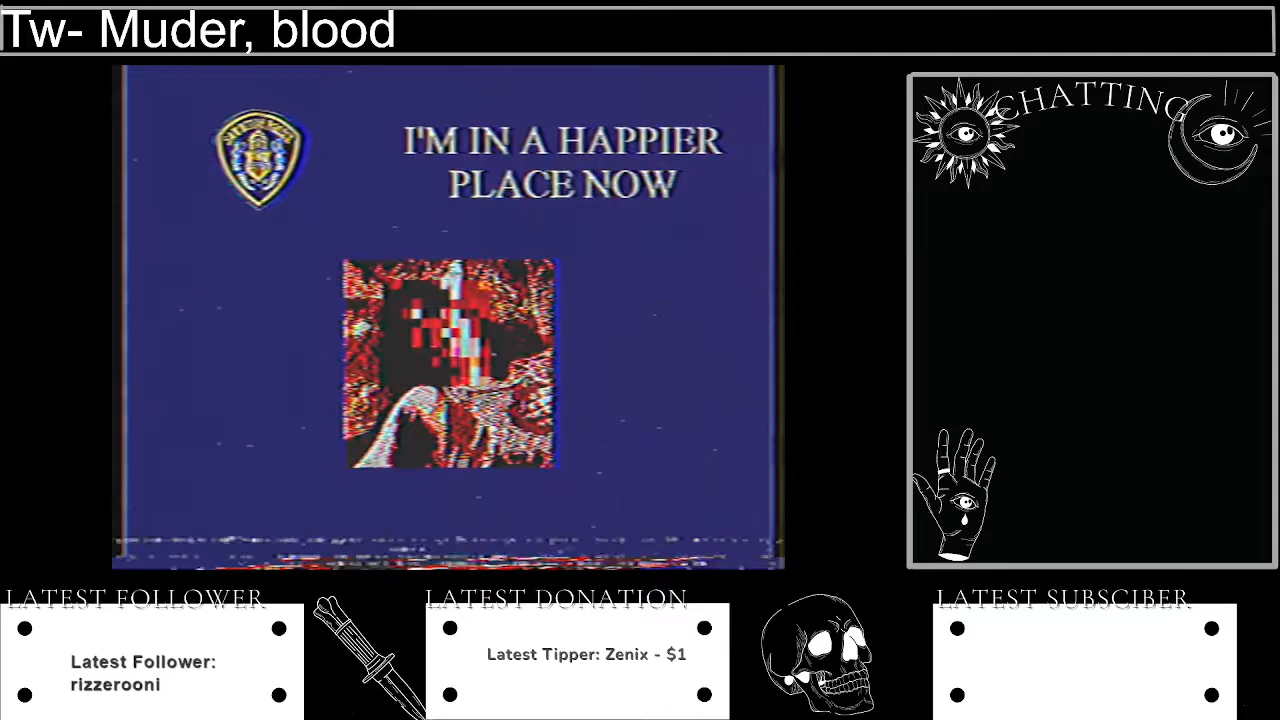 Tw- Muder, blood
I'M IN A HAPPIER
PLACE NOW
CHATTING
LATEST FOLLOWER
Latest Follower:
rizzerooni
LATEST DONATION
Latest Tipper: Zenix - $1
LATEST SUBSCIBER